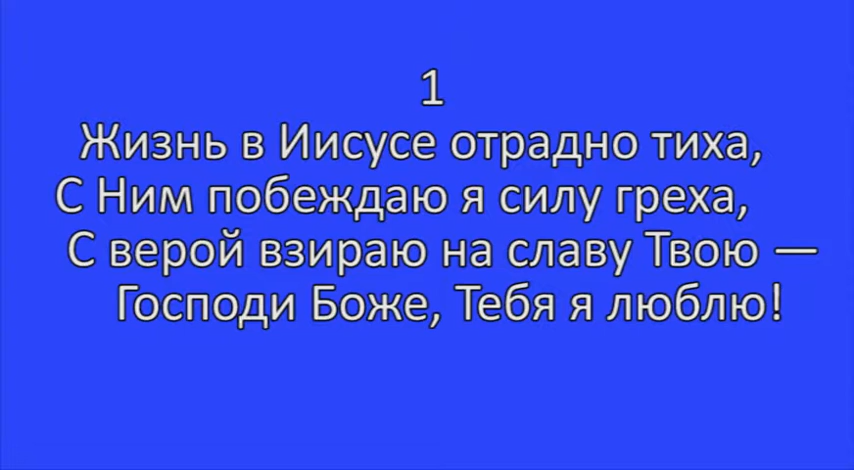 1
Жизнь в Иисусе отрадно тиха,
С Ним побеждаю я силу греха,
С верой взираю на славу Твою —
Господи Боже, Тебя я люблю!